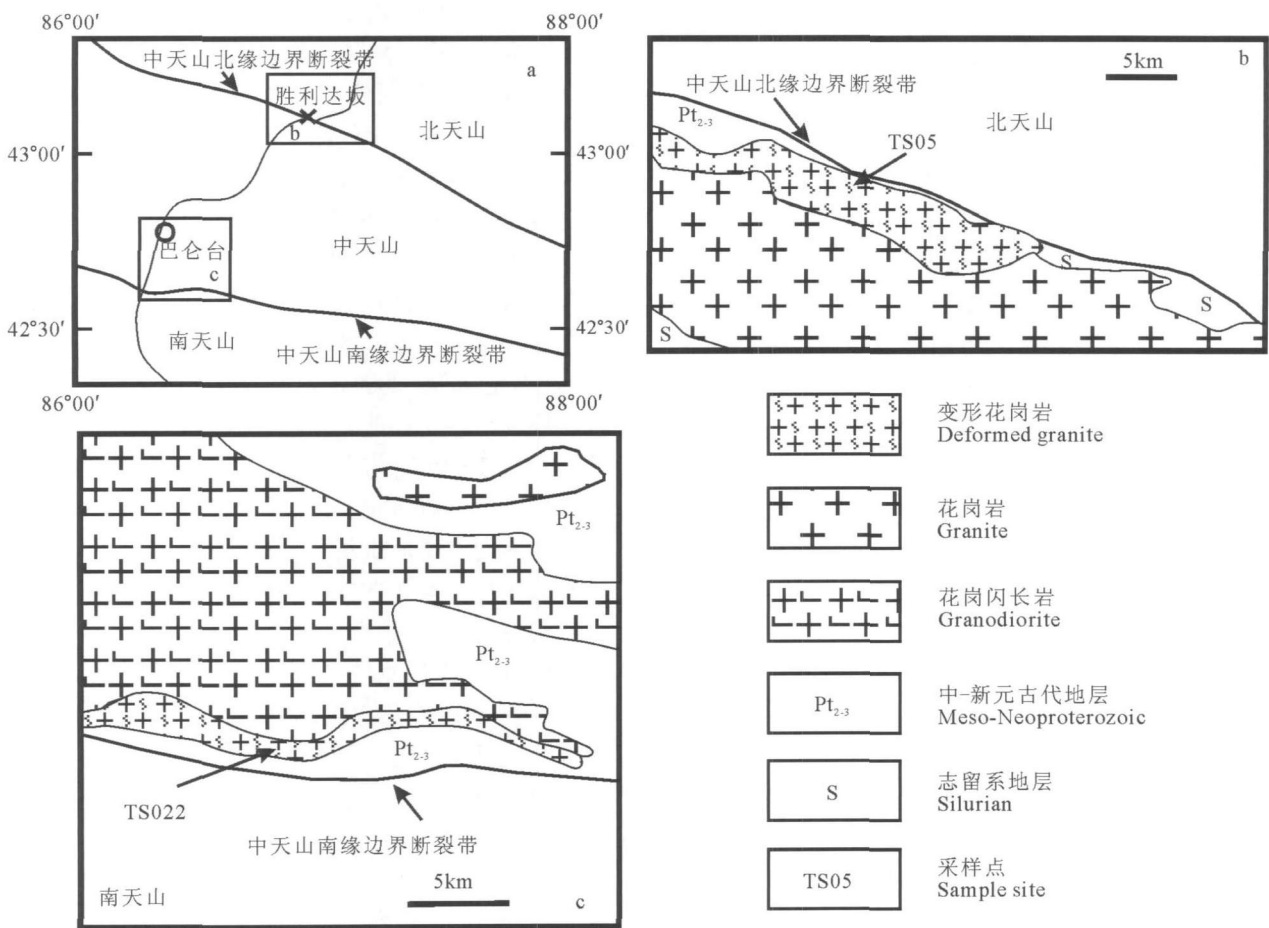 86°00′
88°00′
中天山北缘边界断裂带
a
胜利达坂
b
北天山
43°00′
43°00′
巴仑台
c
中天山
42°30′
42°30′
南天山
中天山南缘边界断裂带
86°00′
88°00′
5km
b
中天山北缘边界断裂带
Pt2-3
北天山
TS05
S
S
S
Pt2-3
Pt2-3
Pt2-3
TS022
中天山南缘边界断裂带
南天山
5km
c
变形花岗岩
Deformed granite
花岗岩
Granite
花岗闪长岩
Granodiorite
Pt2-3
中-新元古代地层
Meso-Neoproterozoic
S
志留系地层
Silurian
TS05
采样点
Sample site